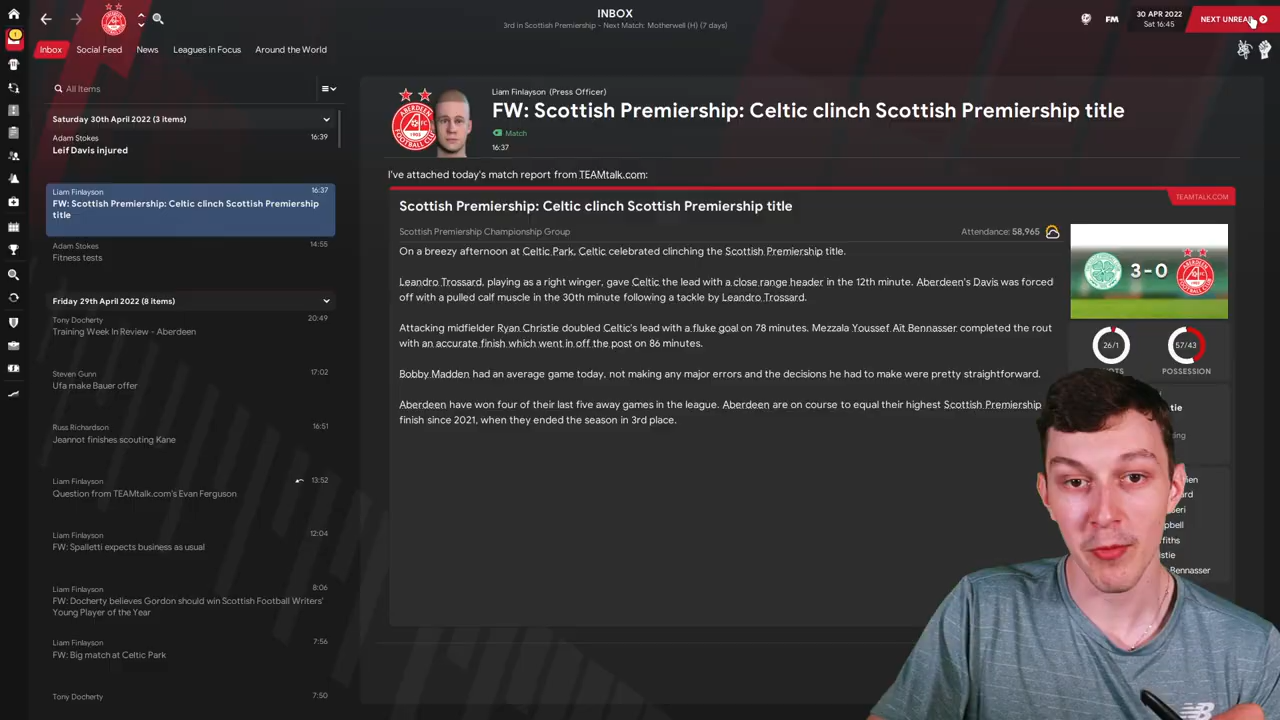 INBOX
3rd in Scottish Premiership - Next Match: Motherwell (H) (7 days)
FM
30 APR 2022
Sat 16:45
NEXT UNREAD
Inbox
Social Feed
News
Leagues in Focus
Around the World
All Items
Saturday 30th April 2022 (3 items)
Adam Stokes
16:39
Leif Davis injured
Liam Finlayson
16:37
FW: Scottish Premiership: Celtic clinch Scottish Premiership
title
Adam Stokes
14:55
Fitness tests
Friday 29th April 2022 (8 items)
Tony Docherty
20:49
Training Week In Review - Aberdeen
Steven Gunn
17:02
Ufa make Bauer offer
Russ Richardson
16:51
Jeannot finishes scouting Kane
Liam Finlayson
13:52
Question from TEAMtalk.com's Evan Ferguson
Liam Finlayson
12:04
FW: Spalletti expects business as usual
Liam Finlayson
8:06
FW: Docherty believes Gordon should win Scottish Football Writers'
Young Player of the Year
Liam Finlayson
7:56
FW: Big match at Celtic Park
Tony Docherty
7:50
Liam Finlayson (Press Officer)
FW: Scottish Premiership: Celtic clinch Scottish Premiership title
Match
16:37
I've attached today's match report from TEAMtalk.com:
TEAMTALK.COM
Scottish Premiership: Celtic clinch Scottish Premiership title
Scottish Premiership Championship Group
Attendance: 58,965
On a breezy afternoon at Celtic Park, Celtic celebrated clinching the Scottish Premiership title.
Leandro Trossard, playing as a right winger, gave Celtic the lead with a close range header in the 12th minute. Aberdeen's Davis was forced
off with a pulled calf muscle in the 30th minute following a tackle by Leandro Trossard.
Attacking midfielder Ryan Christie doubled Celtic's lead with a fluke goal on 78 minutes. Mezzala Youssef Aït Bennasser completed the rout
with an accurate finish which went in off the post on 86 minutes.
Bobby Madden had an average game today, not making any major errors and the decisions he had to make were pretty straightforward.
Aberdeen have won four of their last five away games in the league. Aberdeen are on course to equal their highest Scottish Premiership
finish since 2021, when they ended the season in 3rd place.
3-0
26/1
57/43
POSSESSION
Bennasser